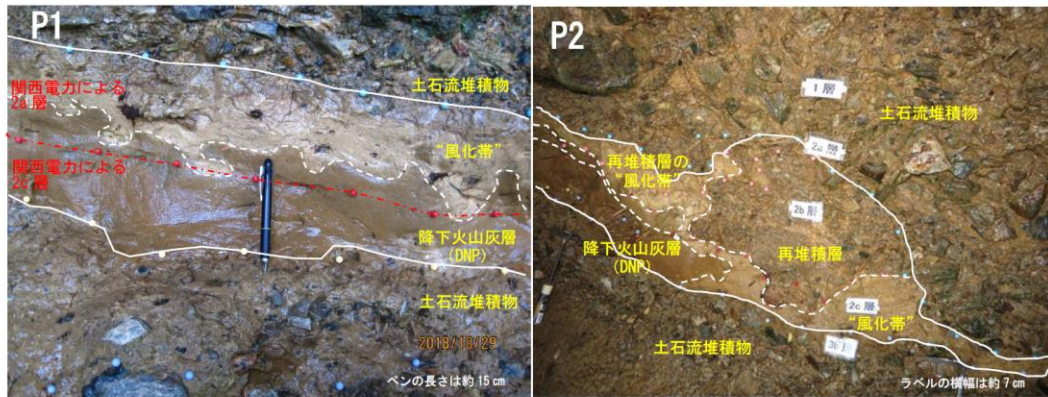 P1
関西電力による
2a 層
関西電力による
2c 層
土石流堆積物
“風化帯”
降下火山灰層
(DNP)
土石流堆積物
2018/10/29
ペンの長さは約 15 cm
P2
1 層
土石流堆積物
2a 層
再堆積層の
“風化帯”
2b 層
降下火山灰層
(DNP)
再堆積層
2c 層
“風化帯”
土石流堆積物
3b 層
ラベルの横幅は約 7 cm